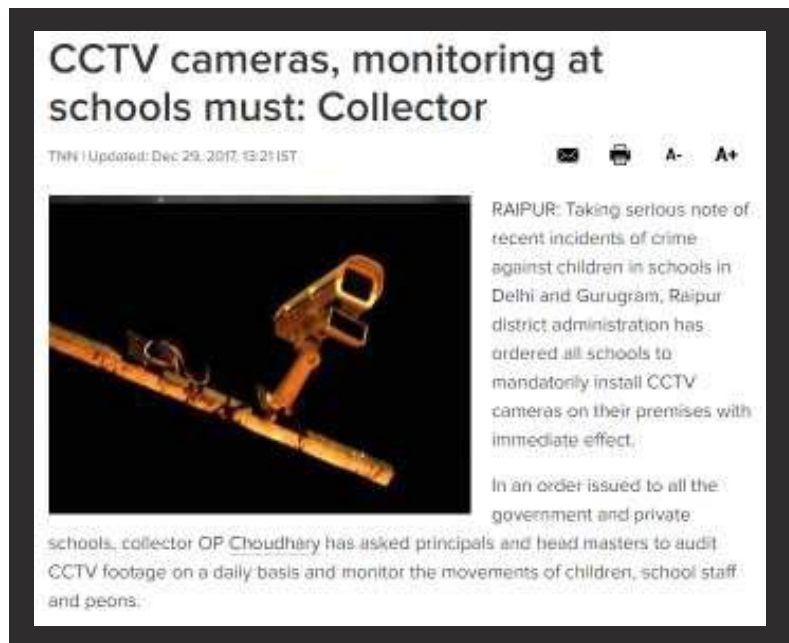 CCTV cameras, monitoring at
schools must: Collector
TNN | Updated: Dec 29, 2017, 13:21 IST
A-
A+
RAIPUR: Taking serious note of
recent incidents of crime
against children in schools in
Delhi and Gurugram, Raipur
district administration has
ordered all schools to
mandatorily install CCTV
cameras on their premises with
immediate effect.
In an order issued to all the
government and private
schools, collector OP Choudhary has asked principals and head masters to audit
CCTV footage on a daily basis and monitor the movements of children, school staff
and peons.